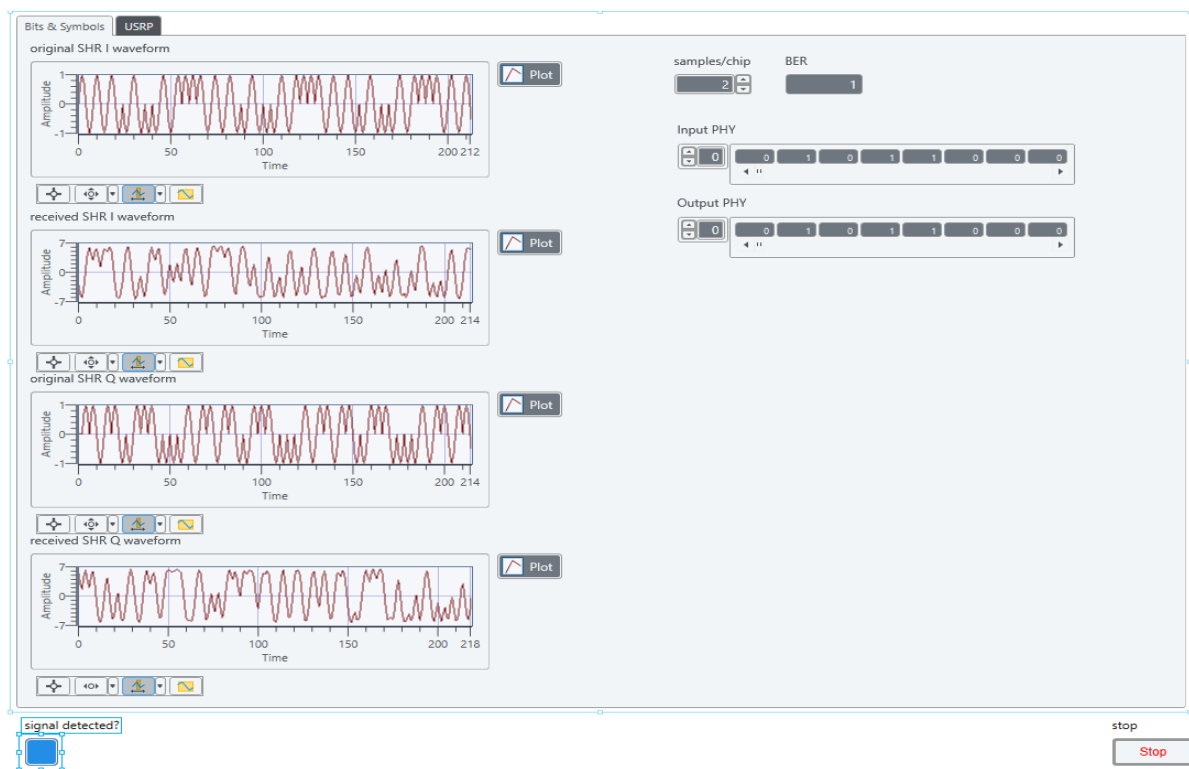 Bits & Symbols USRP
original SHR I waveform
Plot
Amplitude
1
0
-1
0 50 100 150 200 212
Time
received SHR I waveform
Plot
Amplitude
7
0
-7
0 50 100 150 200 214
Time
original SHR Q waveform
Plot
Amplitude
1
0
-1
0 50 100 150 200 214
Time
received SHR Q waveform
Plot
Amplitude
7
0
-7
0 50 100 150 200 218
Time
samples/chip BER
2 1
Input PHY
0 0 1 0 1 1 0 0 0
Output PHY
0 0 1 0 1 1 0 0 0
signal detected?
stop
Stop